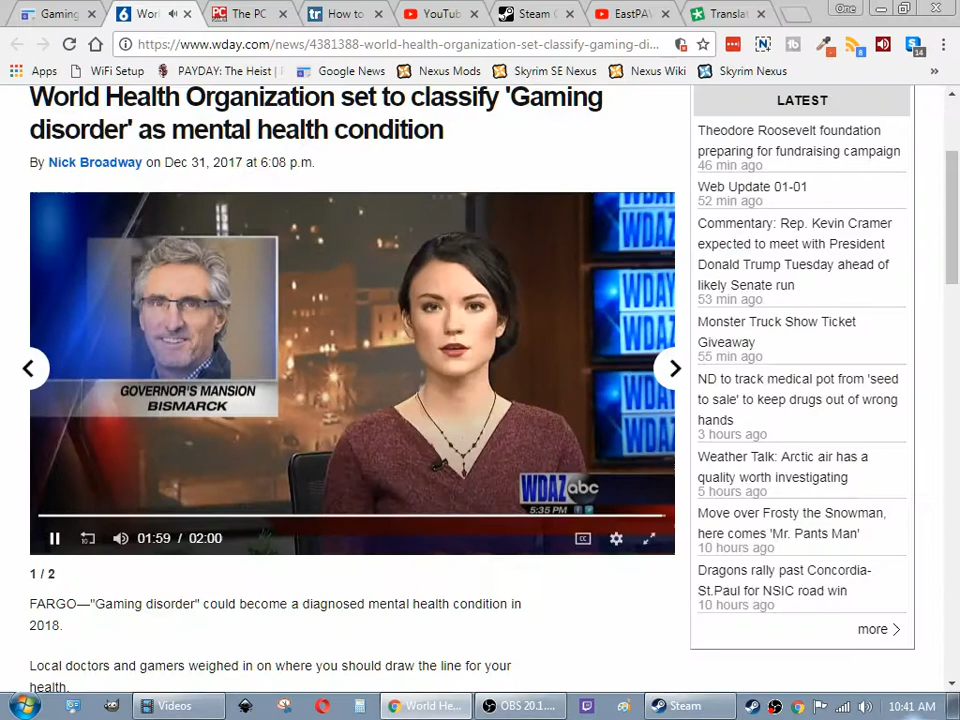 Gaming
Worl
The PC
How to
YouTub
Steam C
EastPA
Translat
One
https://www.wday.com/news/4381388-world-health-organization-set-classify-gaming-di...
14
Apps
WiFi Setup
PAYDAY: The Heist |
Google News
Nexus Mods
Skyrim SE Nexus
Nexus Wiki
Skyrim Nexus
»
World Health Organization set to classify 'Gaming
disorder' as mental health condition
By Nick Broadway on Dec 31, 2017 at 6:08 p.m.
GOVERNOR'S MANSION
BISMARCK
WDAZ
WDAY
WDAZ
WDAY
WDAZ abc
5:35 PM
01:59 / 02:00
CC
1 / 2
FARGO—"Gaming disorder" could become a diagnosed mental health condition in
2018.
Local doctors and gamers weighed in on where you should draw the line for your
health.
LATEST
Theodore Roosevelt foundation
preparing for fundraising campaign
46 min ago
Web Update 01-01
52 min ago
Commentary: Rep. Kevin Cramer
expected to meet with President
Donald Trump Tuesday ahead of
likely Senate run
53 min ago
Monster Truck Show Ticket
Giveaway
55 min ago
ND to track medical pot from 'seed
to sale' to keep drugs out of wrong
hands
3 hours ago
Weather Talk: Arctic air has a
quality worth investigating
5 hours ago
Move over Frosty the Snowman,
here comes 'Mr. Pants Man'
10 hours ago
Dragons rally past Concordia-
St.Paul for NSIC road win
10 hours ago
more
Videos
World He...
OBS 20.1....
Steam
10:41 AM